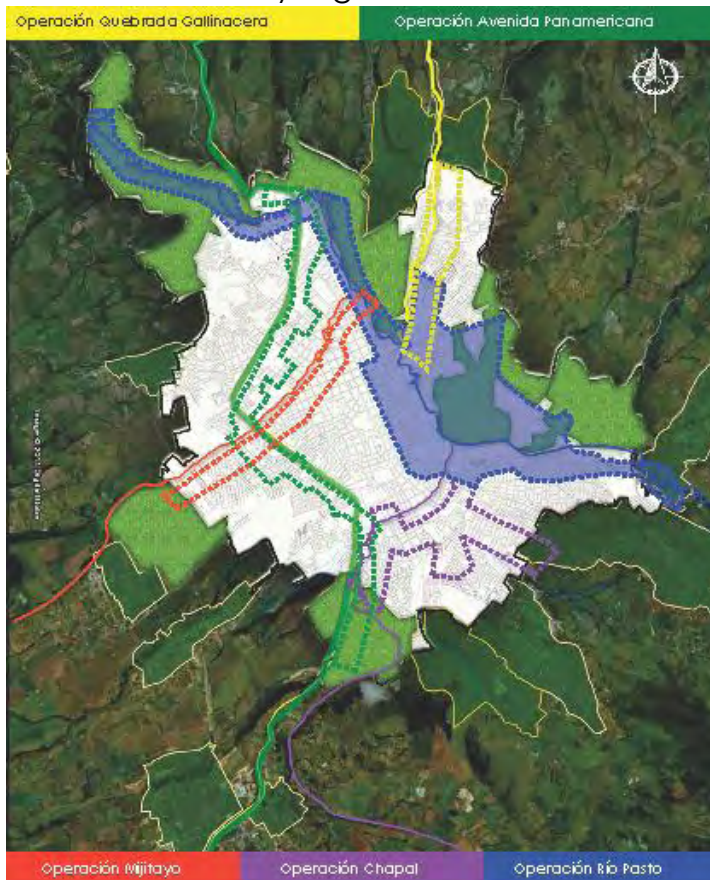 Operación Quebrada Gallinacera
Operación Avenida Panamericana
Operación Mijitayo
Operación Chapal
Operación Río Pasto